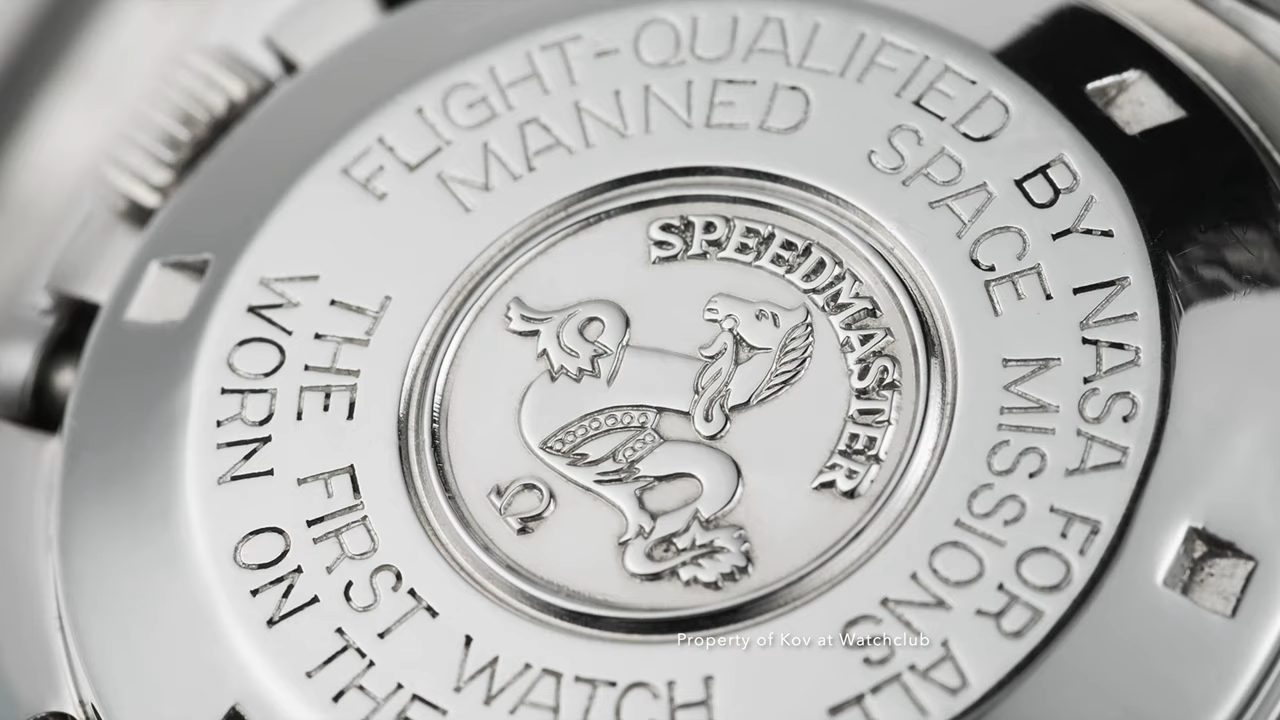 FLIGHT-QUALIFIED BY NASA FOR ALL
MANNED SPACE MISSIONS
THE FIRST WATCH
WORN ON THE
SPEEDMASTER
Ω
Property of Kov at Watchclub